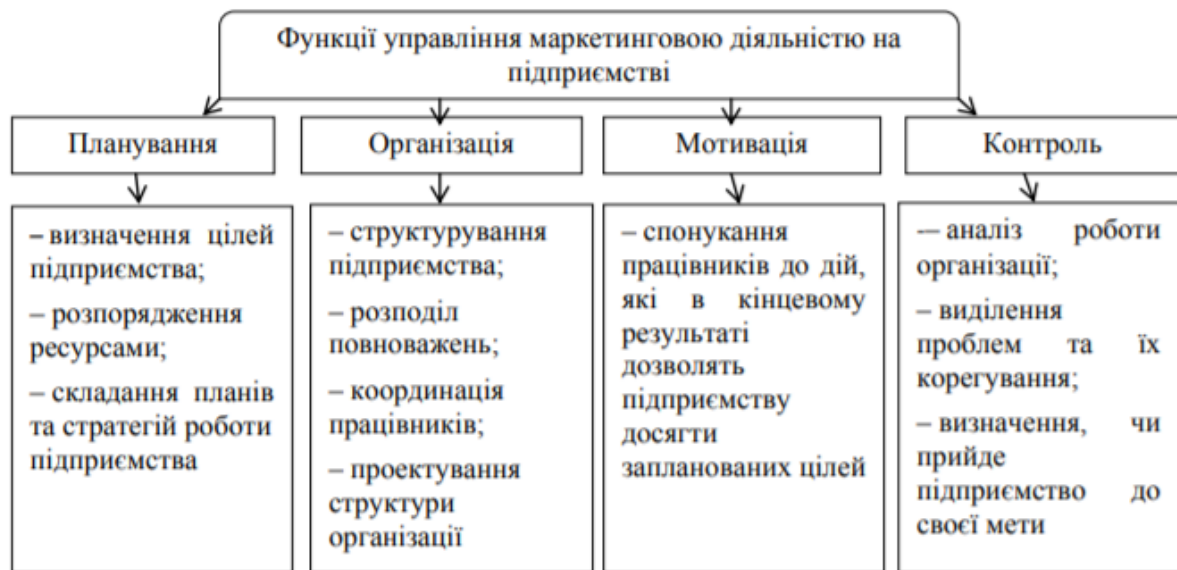 Функції управління маркетинговою діяльністю на
підприємстві
Планування
Організація
Мотивація
Контроль
– визначення цілей
підприємства;
– розпорядження
ресурсами;
– складання планів
та стратегій роботи
підприємства
– структурування
підприємства;
– розподіл
повноважень;
– координація
працівників;
– проектування
структури
організації
– спонукання
працівників до дій,
які в кінцевому
результаті
дозволять
підприємству
досягти
запланованих цілей
-– аналіз роботи
організації;
– виділення
проблем та їх
корегування;
– визначення, чи
прийде
підприємство до
своєї мети